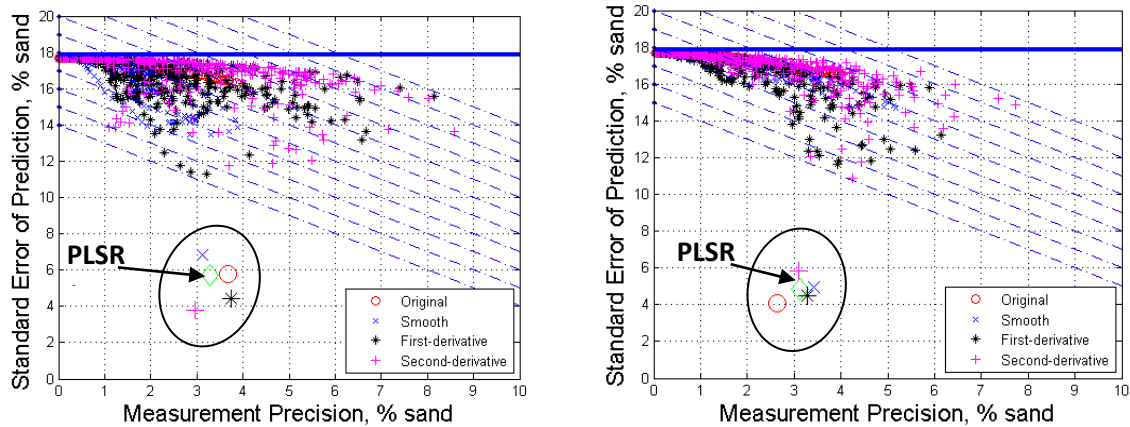 Standard Error of Prediction, % sand
20
18
16
14
12
10
8
6
4
2
0
PLSR
Original
Smooth
First-derivative
Second-derivative
0 1 2 3 4 5 6 7 8 9 10
Measurement Precision, % sand
Standard Error of Prediction, % sand
20
18
16
14
12
10
8
6
4
2
0
PLSR
Original
Smooth
First-derivative
Second-derivative
0 1 2 3 4 5 6 7 8 9 10
Measurement Precision, % sand